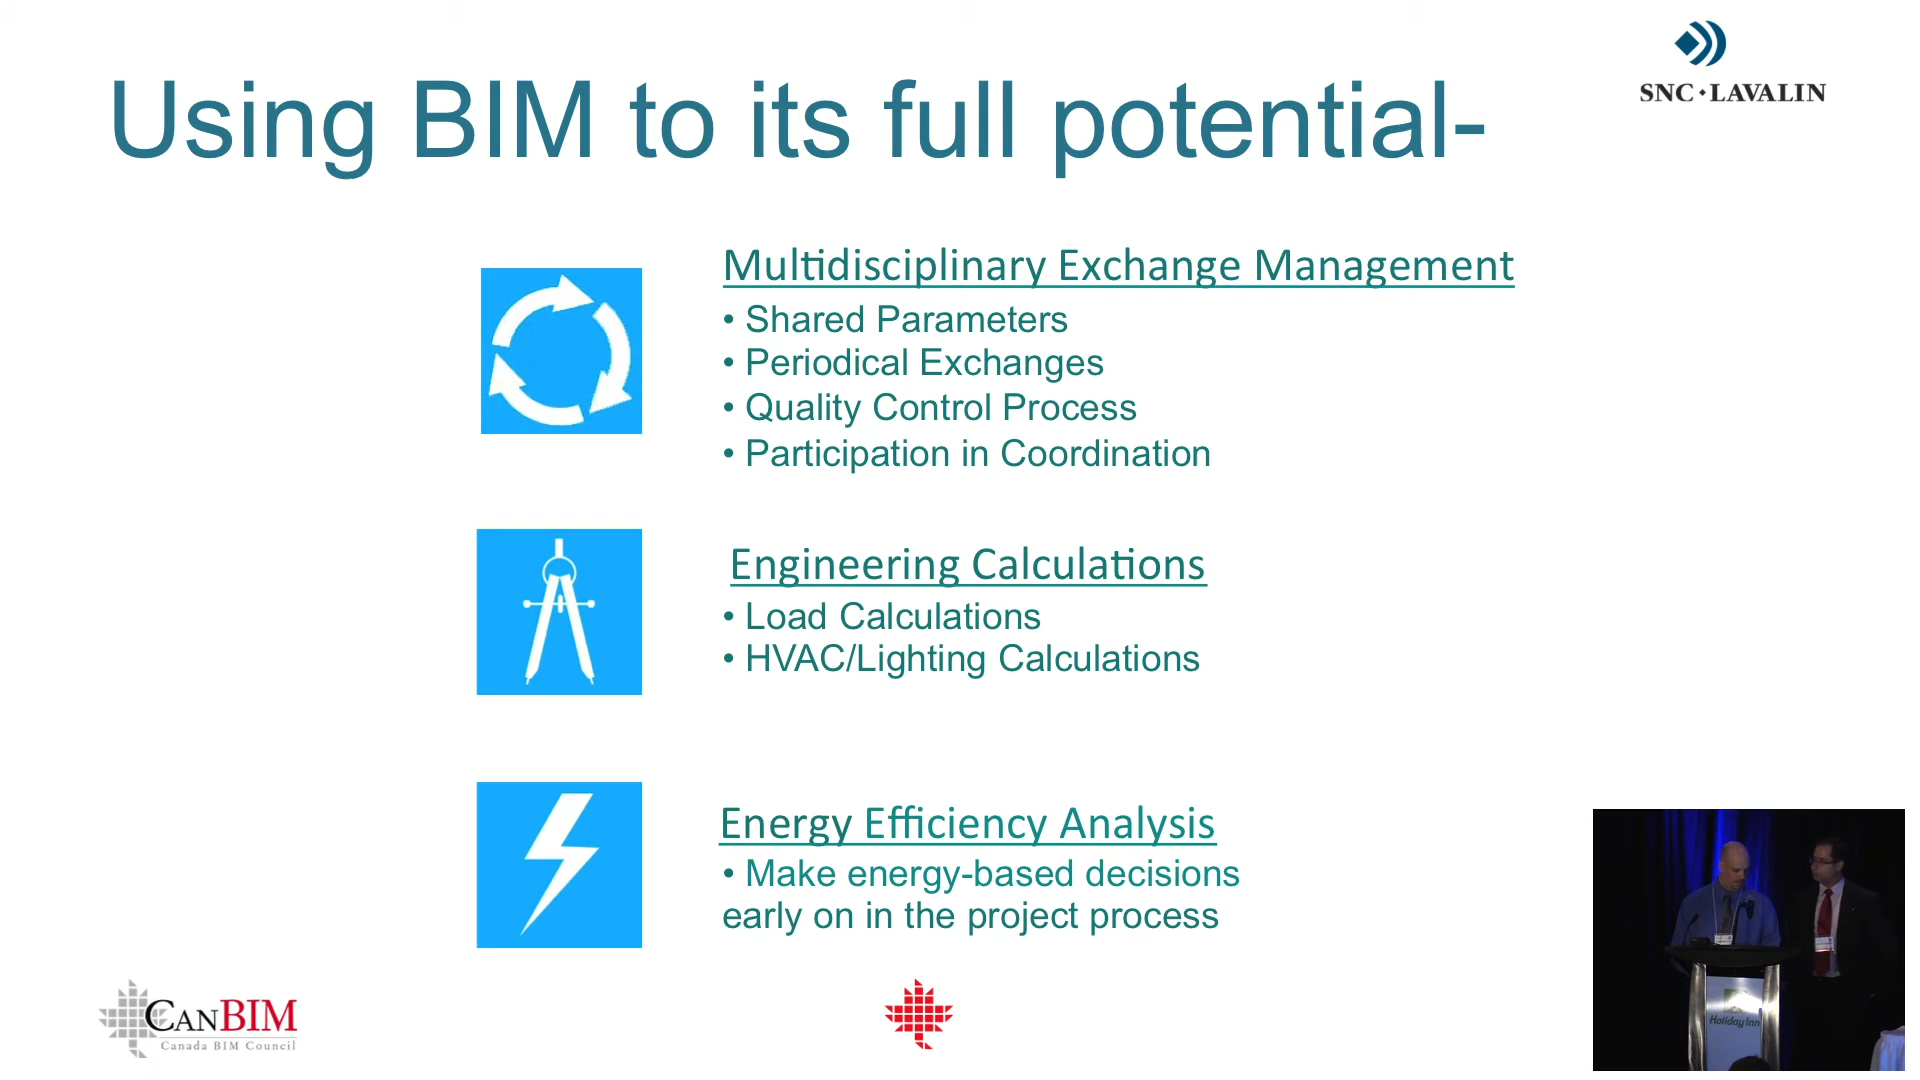 SNC•LAVALIN
Using BIM to its full potential-
Multidisciplinary Exchange Management
• Shared Parameters
• Periodical Exchanges
• Quality Control Process
• Participation in Coordination
Engineering Calculations
• Load Calculations
• HVAC/Lighting Calculations
Energy Efficiency Analysis
• Make energy-based decisions
early on in the project process
CANBIM
Canada BIM Council
Holiday Inn